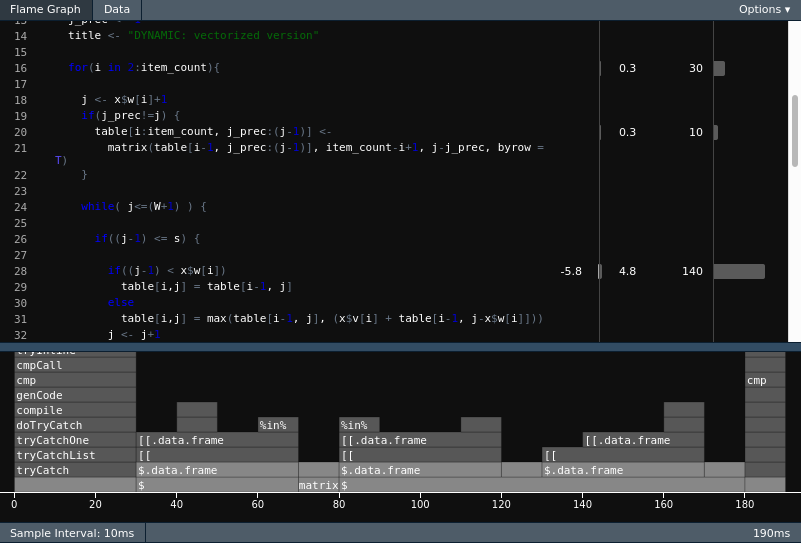 Flame Graph Data Options ▾
13 j_prec <- 1
14 title <- "DYNAMIC: vectorized version"
15
16 for(i in 2:item_count){ 0.3 30
17
18 j <- x$w[i]+1
19 if(j_prec!=j) {
20 table[i:item_count, j_prec:(j-1)] <- 0.3 10
21 matrix(table[i-1, j_prec:(j-1)], item_count-i+1, j-j_prec, byrow =
T)
22 }
23
24 while( j<=(W+1) ) {
25
26 if((j-1) <= s) {
27
28 if((j-1) < x$w[i]) -5.8 4.8 140
29 table[i,j] = table[i-1, j]
30 else
31 table[i,j] = max(table[i-1, j], (x$v[i] + table[i-1, j-x$w[i]]))
32 j <- j+1
tryInline
cmpCall
cmp cmp
genCode
compile
doTryCatch %in% %in%
tryCatchOne [[.data.frame [[.data.frame [[.data.frame
tryCatchList [[ [[ [[
tryCatch $.data.frame $.data.frame $.data.frame
$ matrix $
0 20 40 60 80 100 120 140 160 180
Sample Interval: 10ms 190ms